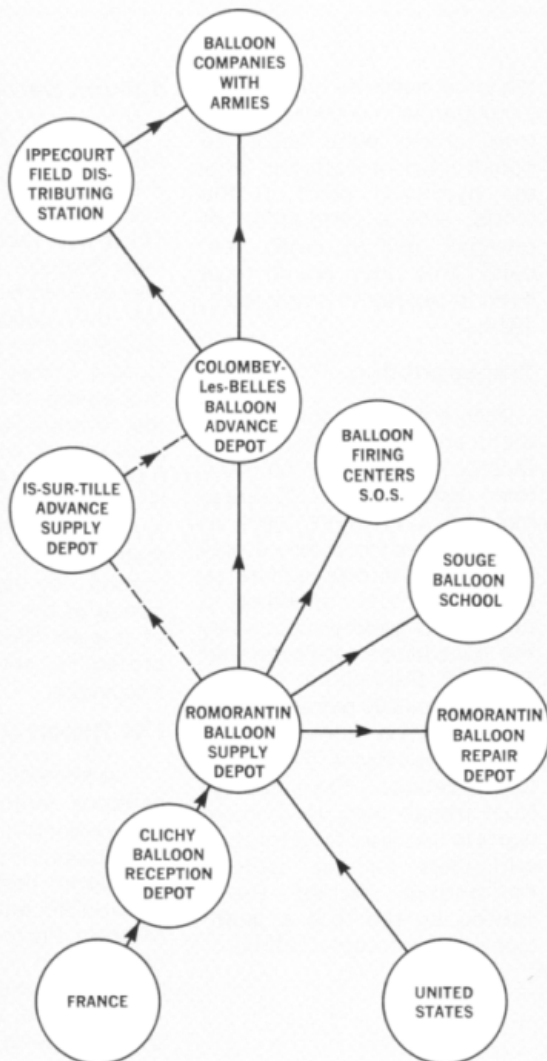 BALLOON
COMPANIES
WITH
ARMIES
IPPECOURT
FIELD DIS-
TRIBUTING
STATION
COLOMBEY-
Les-BELLES
BALLOON
ADVANCE
DEPOT
BALLOON
FIRING
CENTERS
S.O.S.
IS-SUR-TILLE
ADVANCE
SUPPLY
DEPOT
SOUGE
BALLOON
SCHOOL
ROMORANTIN
BALLOON
SUPPLY
DEPOT
ROMORANTIN
BALLOON
REPAIR
DEPOT
CLICHY
BALLOON
RECEPTION
DEPOT
FRANCE
UNITED
STATES